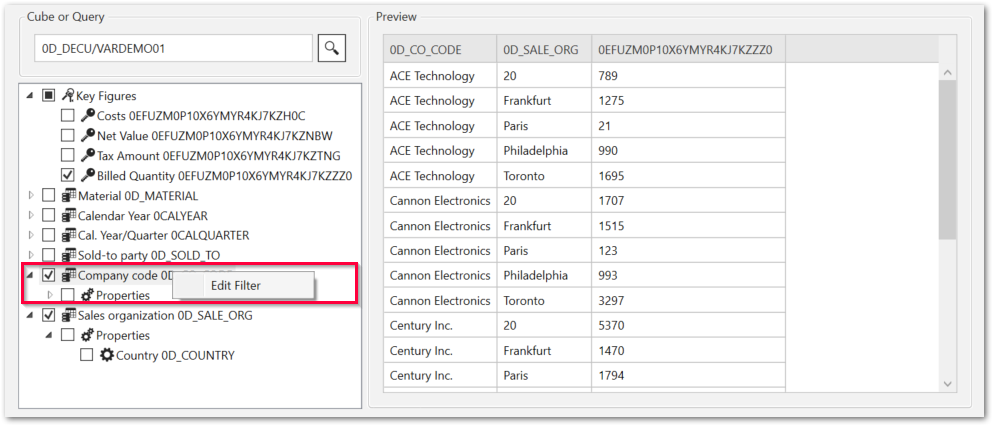 Cube or Query
0D_DECU/VARDEMO01
Key Figures
Costs 0EFUZM0P10X6YMYR4KJ7KZH0C
Net Value 0EFUZM0P10X6YMYR4KJ7KZNBW
Tax Amount 0EFUZM0P10X6YMYR4KJ7KZTNG
Billed Quantity 0EFUZM0P10X6YMYR4KJ7KZZZ0
Material 0D_MATERIAL
Calendar Year 0CALYEAR
Cal. Year/Quarter 0CALQUARTER
Sold-to party 0D_SOLD_TO
Company code
Edit Filter
Properties
Sales organization 0D_SALE_ORG
Properties
Country 0D_COUNTRY
Preview
0D_CO_CODE 0D_SALE_ORG 0EFUZM0P10X6YMYR4KJ7KZZZ0
ACE Technology 20 789
ACE Technology Frankfurt 1275
ACE Technology Paris 21
ACE Technology Philadelphia 990
ACE Technology Toronto 1695
Cannon Electronics 20 1707
Cannon Electronics Frankfurt 1515
Cannon Electronics Paris 123
Cannon Electronics Philadelphia 993
Cannon Electronics Toronto 3297
Century Inc. 20 5370
Century Inc. Frankfurt 1470
Century Inc. Paris 1794